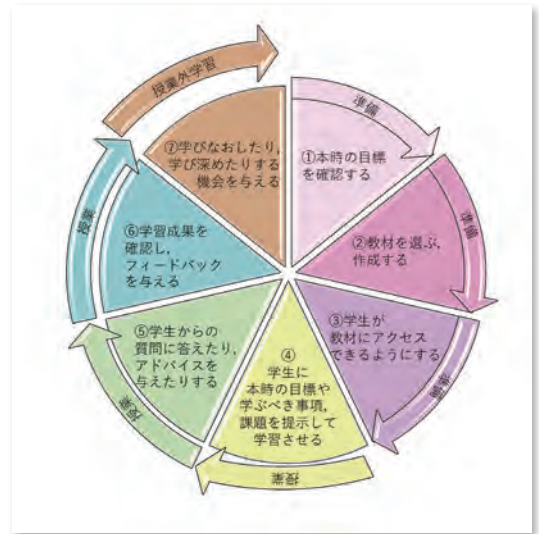 準備
①本時の目標
を確認する
準備
②教材を選ぶ,
作成する
準備
③学生が
教材にアクセス
できるようにする
授業
④
学生に
本時の目標や
学ぶべき事項,
課題を提示して
学習させる
授業
⑤学生からの
質問に答えたり,
アドバイスを
与えたりする
授業
⑥学習成果を
確認し,
フィードバック
を与える
授業外学習
⑦学びなおしたり,
学び深めたりする
機会を与える